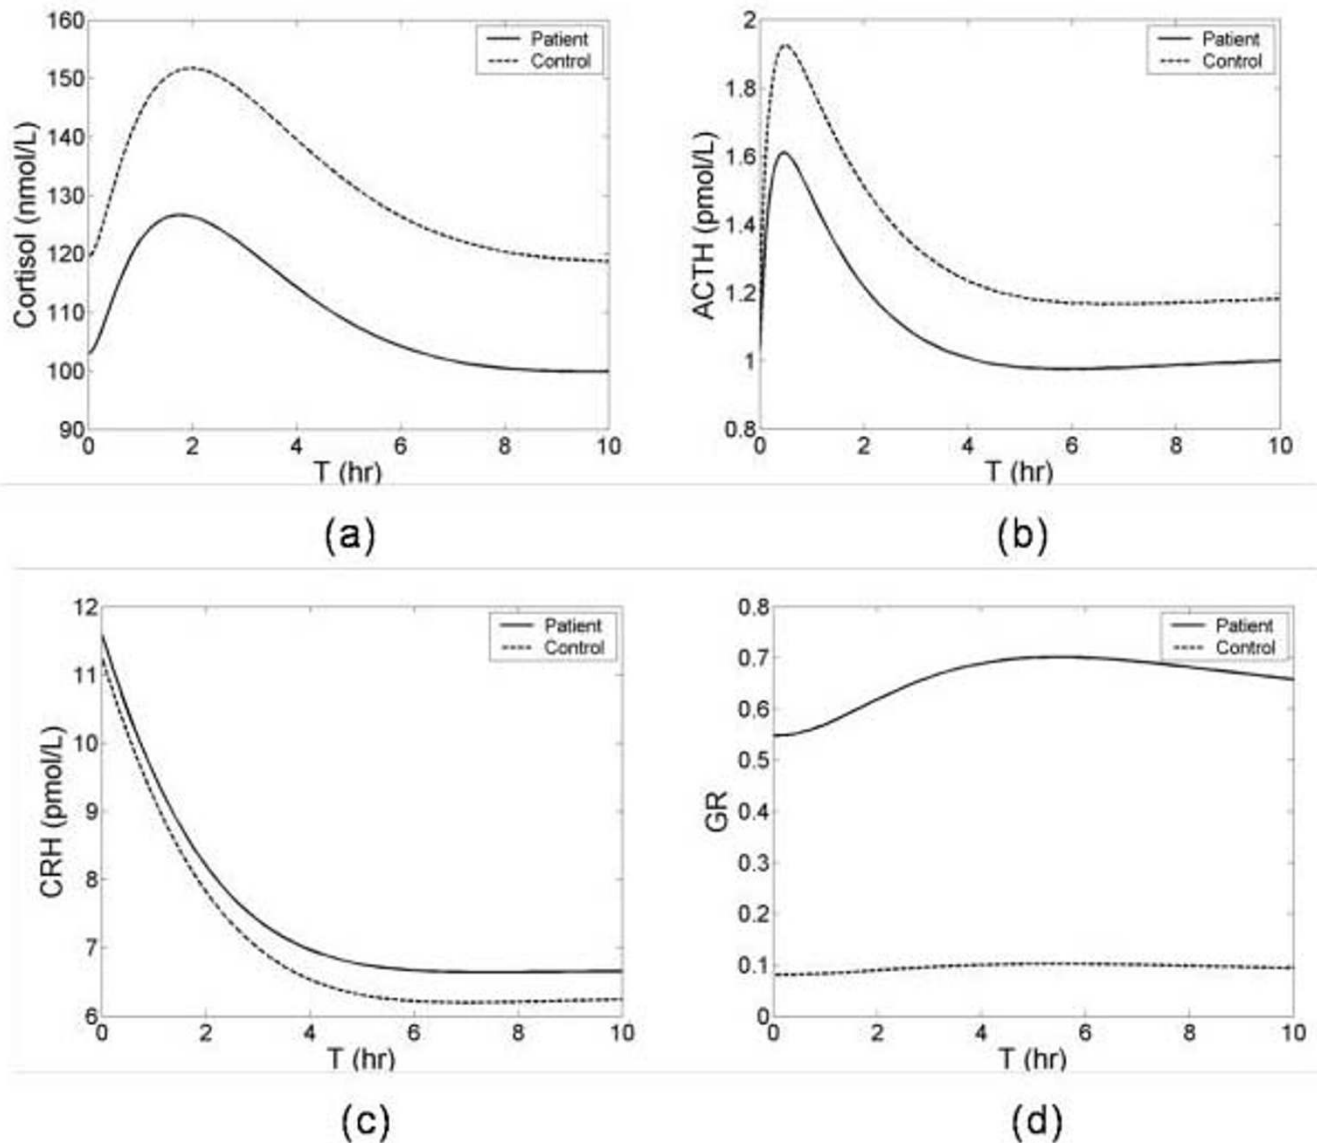 160
150
140
130
120
110
100
90
Cortisol (nmol/L)
Patient
Control
0 2 4 6 8 10
T (hr)
(a)
2
1.8
1.6
1.4
1.2
1
0.8
ACTH (pmol/L)
Patient
Control
0 2 4 6 8 10
T (hr)
(b)
12
11
10
9
8
7
6
CRH (pmol/L)
Patient
Control
0 2 4 6 8 10
T (hr)
(c)
0.8
0.7
0.6
0.5
0.4
0.3
0.2
0.1
0
GR
Patient
Control
0 2 4 6 8 10
T (hr)
(d)